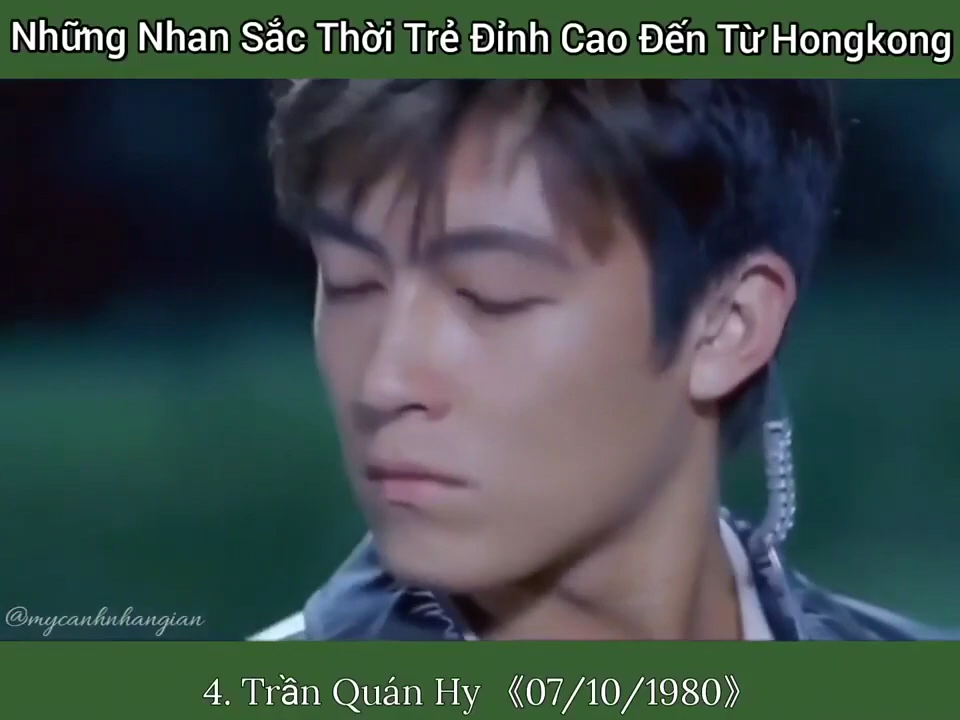 Những Nhan Sắc Thời Trẻ Đỉnh Cao Đến Từ Hongkong
@mycanhnhangian
4. Trần Quán Hy 《07/10/1980》